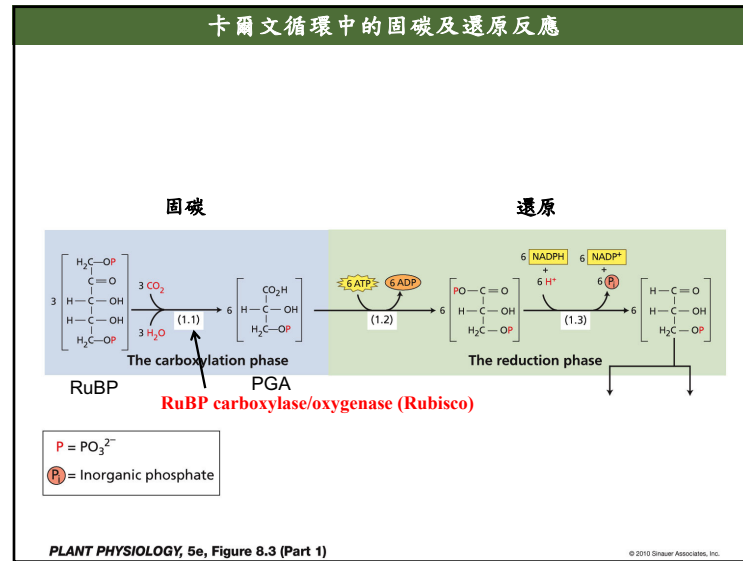 卡爾文循環中的固碳及還原反應
固碳
還原
3
H₂C—OP
C=O
H—C—OH
H—C—OH
H₂C—OP
3 CO₂
3 H₂O
(1.1)
6
CO₂H
H—C—OH
H₂C—OP
6 ATP
6 ADP
(1.2)
6
PO—C=O
H—C—OH
H₂C—OP
6 NADPH
+
6 H⁺
(1.3)
6 NADP⁺
+
6 Pi
6
H—C=O
H—C—OH
H₂C—OP
The carboxylation phase
The reduction phase
RuBP
PGA
RuBP carboxylase/oxygenase (Rubisco)
P = PO₃²⁻
Pi = Inorganic phosphate
PLANT PHYSIOLOGY, 5e, Figure 8.3 (Part 1)
© 2010 Sinauer Associates, Inc.